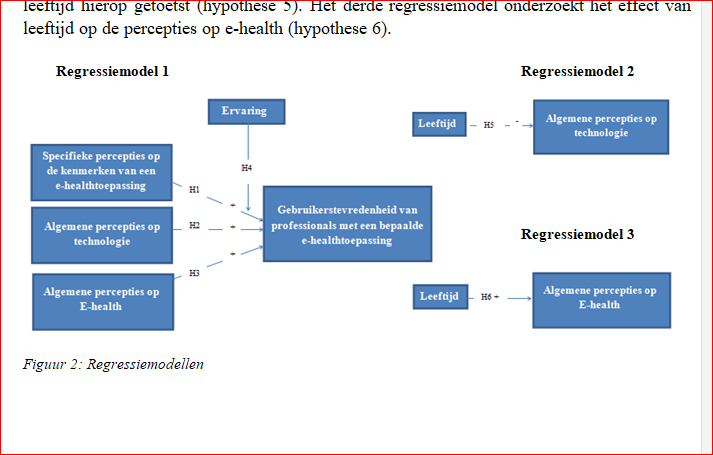 leeftijd hierop getoetst (hypothese 5). Het derde regressiemodel onderzoekt het effect van
leeftijd op de percepties op e-health (hypothese 6).
Regressiemodel 1
Ervaring
Specifieke percepties op
de kenmerken van een
e-healthtoepassing
H4
H1
+
Algemene percepties op
technologie
H2
+
Gebruikerstevredenheid van
professionals met een bepaalde
e-healthtoepassing
+
H3
Algemene percepties op
E-health
Regressiemodel 2
Leeftijd
H5
-
Algemene percepties op
technologie
Regressiemodel 3
Leeftijd
H6 +
Algemene percepties op
E-health
Figuur 2: Regressiemodellen